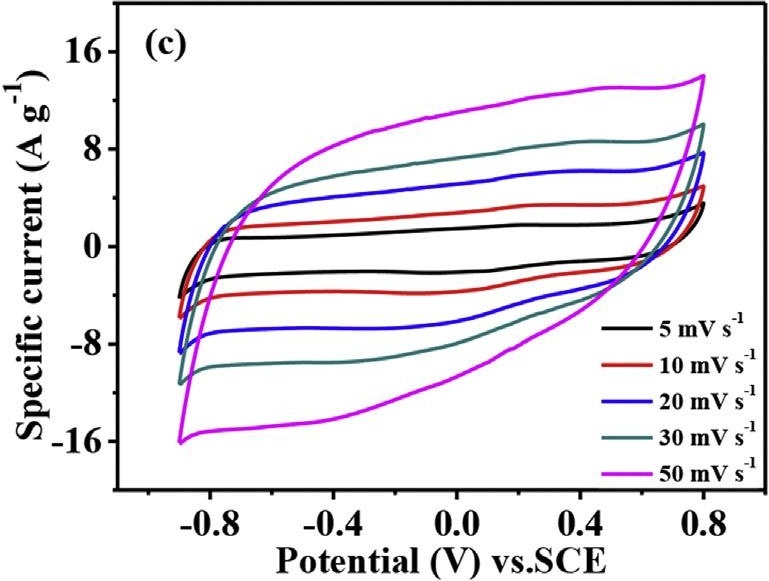 (c)
Specific current (A g⁻¹)
16
8
0
-8
-16
5 mV s⁻¹
10 mV s⁻¹
20 mV s⁻¹
30 mV s⁻¹
50 mV s⁻¹
-0.8 -0.4 0.0 0.4 0.8
Potential (V) vs.SCE